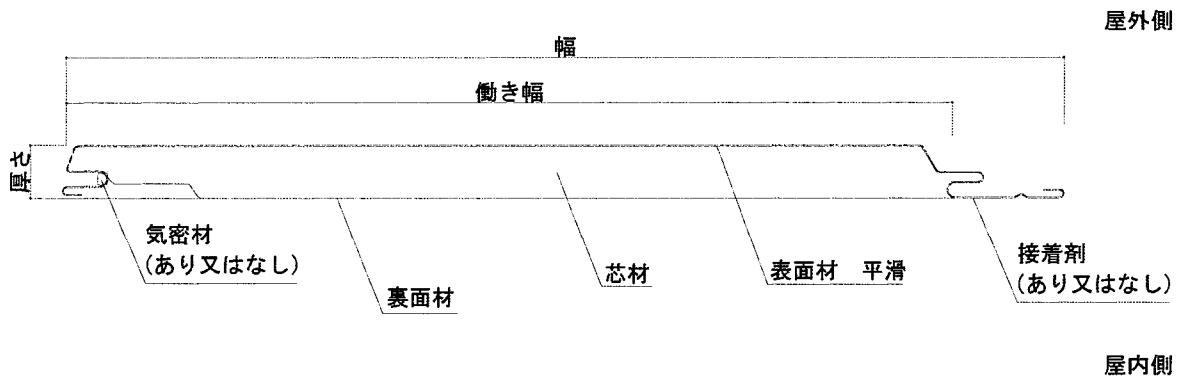 屋外側
幅
働き幅
厚さ
気密材
(あり又はなし)
裏面材
芯材
表面材　平滑
接着剤
(あり又はなし)
屋内側